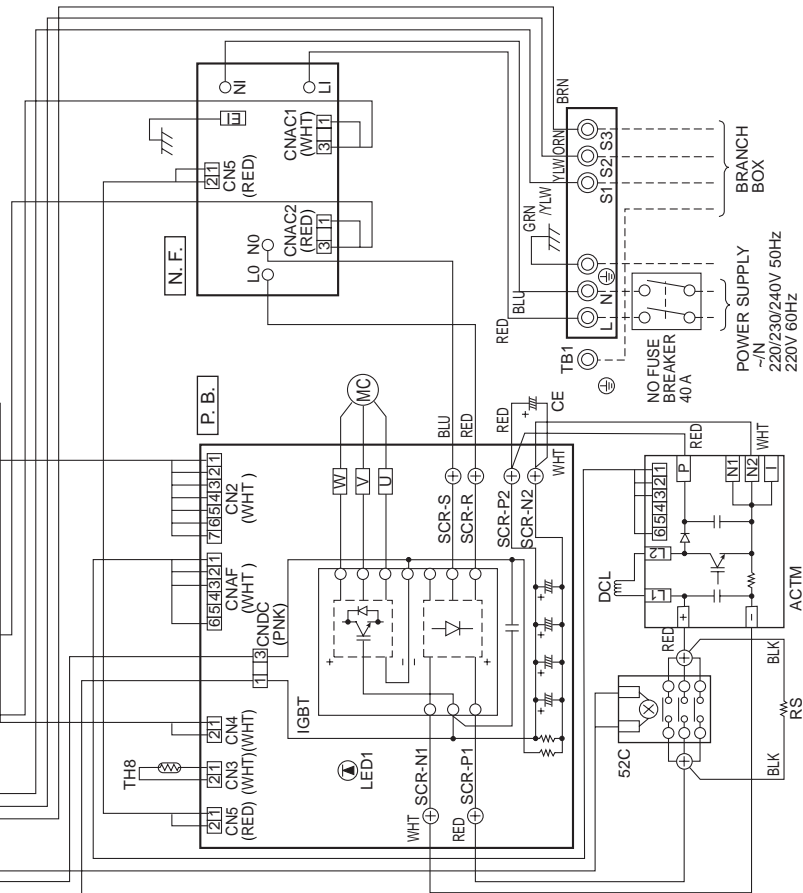 NI
LI
EI
CNAC1
(WHT)
3 1
CN5
(RED)
2 1
CNAC2
(RED)
3 1
N. F.
N0
L0
BRN
ORN
YLW
GRN
/YLW
BLU
RED
S3
S2
S1
N
L
TB1
BRANCH
BOX
NO FUSE
BREAKER
40 A
POWER SUPPLY
~/N
220/230/240V 50Hz
220V 60Hz
P. B.
MC
W
V
U
BLU
RED
SCR-S
SCR-R
RED
CE
+
WHT
SCR-P2
SCR-N2
7 6 5 4 3 2 1
CN2
(WHT)
6 5 4 3 2 1
CNAF
(WHT)
1 3
CNDC
(PNK)
IGBT
+
−
−
+
+
+
+
+
2 1
CN4
(WHT)
TH8
2 1
CN3
(WHT)
2 1
CN5
(RED)
LED1
WHT
SCR-N1
RED
SCR-P1
RED
WHT
6 5 4 3 2 1
P
N1
N2
I
L2
L1
DCL
+
−
ACTM
RED
BLK
52C
BLK
RS